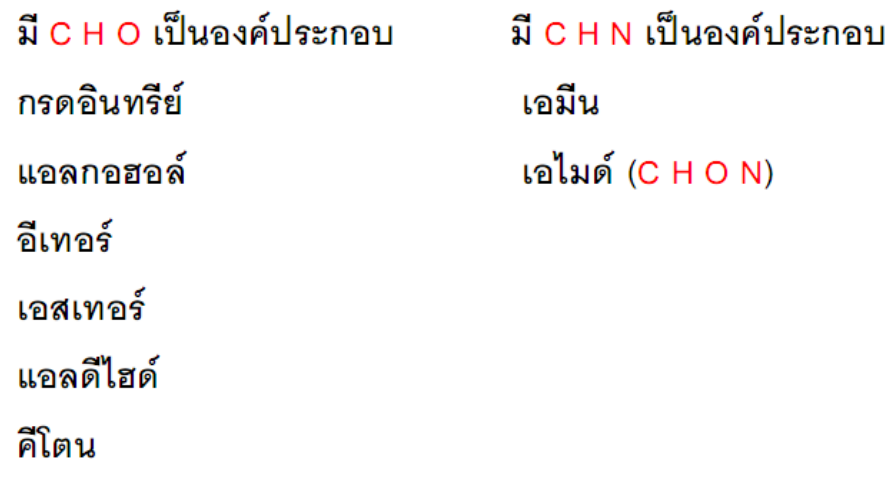 มี C H O เป็นองค์ประกอบ
กรดอินทรีย์
แอลกอฮอล์
อีเทอร์
เอสเทอร์
แอลดีไฮด์
คีโตน
มี C H N เป็นองค์ประกอบ
เอมีน
เอไมด์ (C H O N)